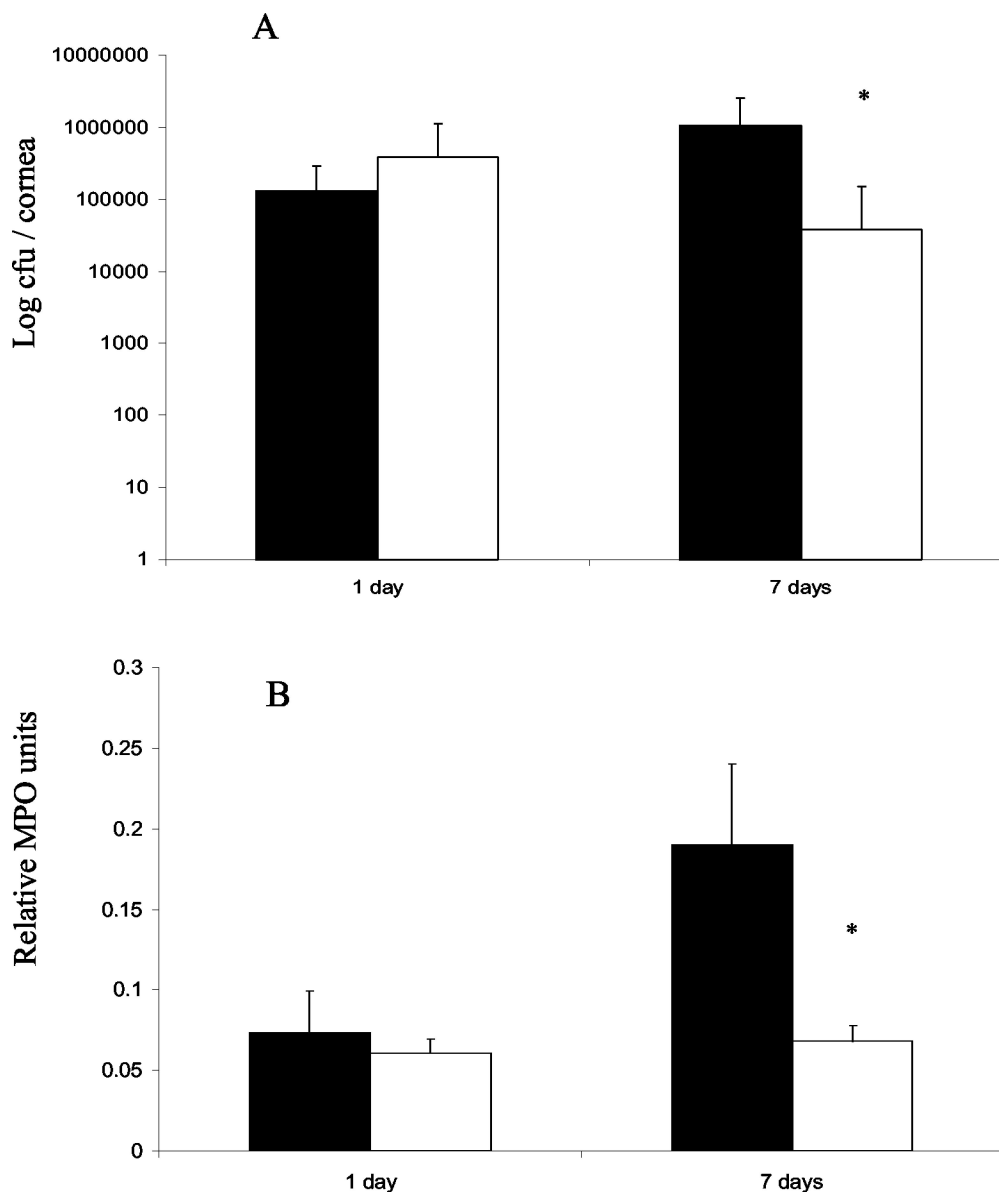 A
10000000
1000000
100000
10000
1000
100
10
1
Log cfu / cornea
*
1 day
7 days
B
0.3
0.25
0.2
0.15
0.1
0.05
0
Relative MPO units
*
1 day
7 days